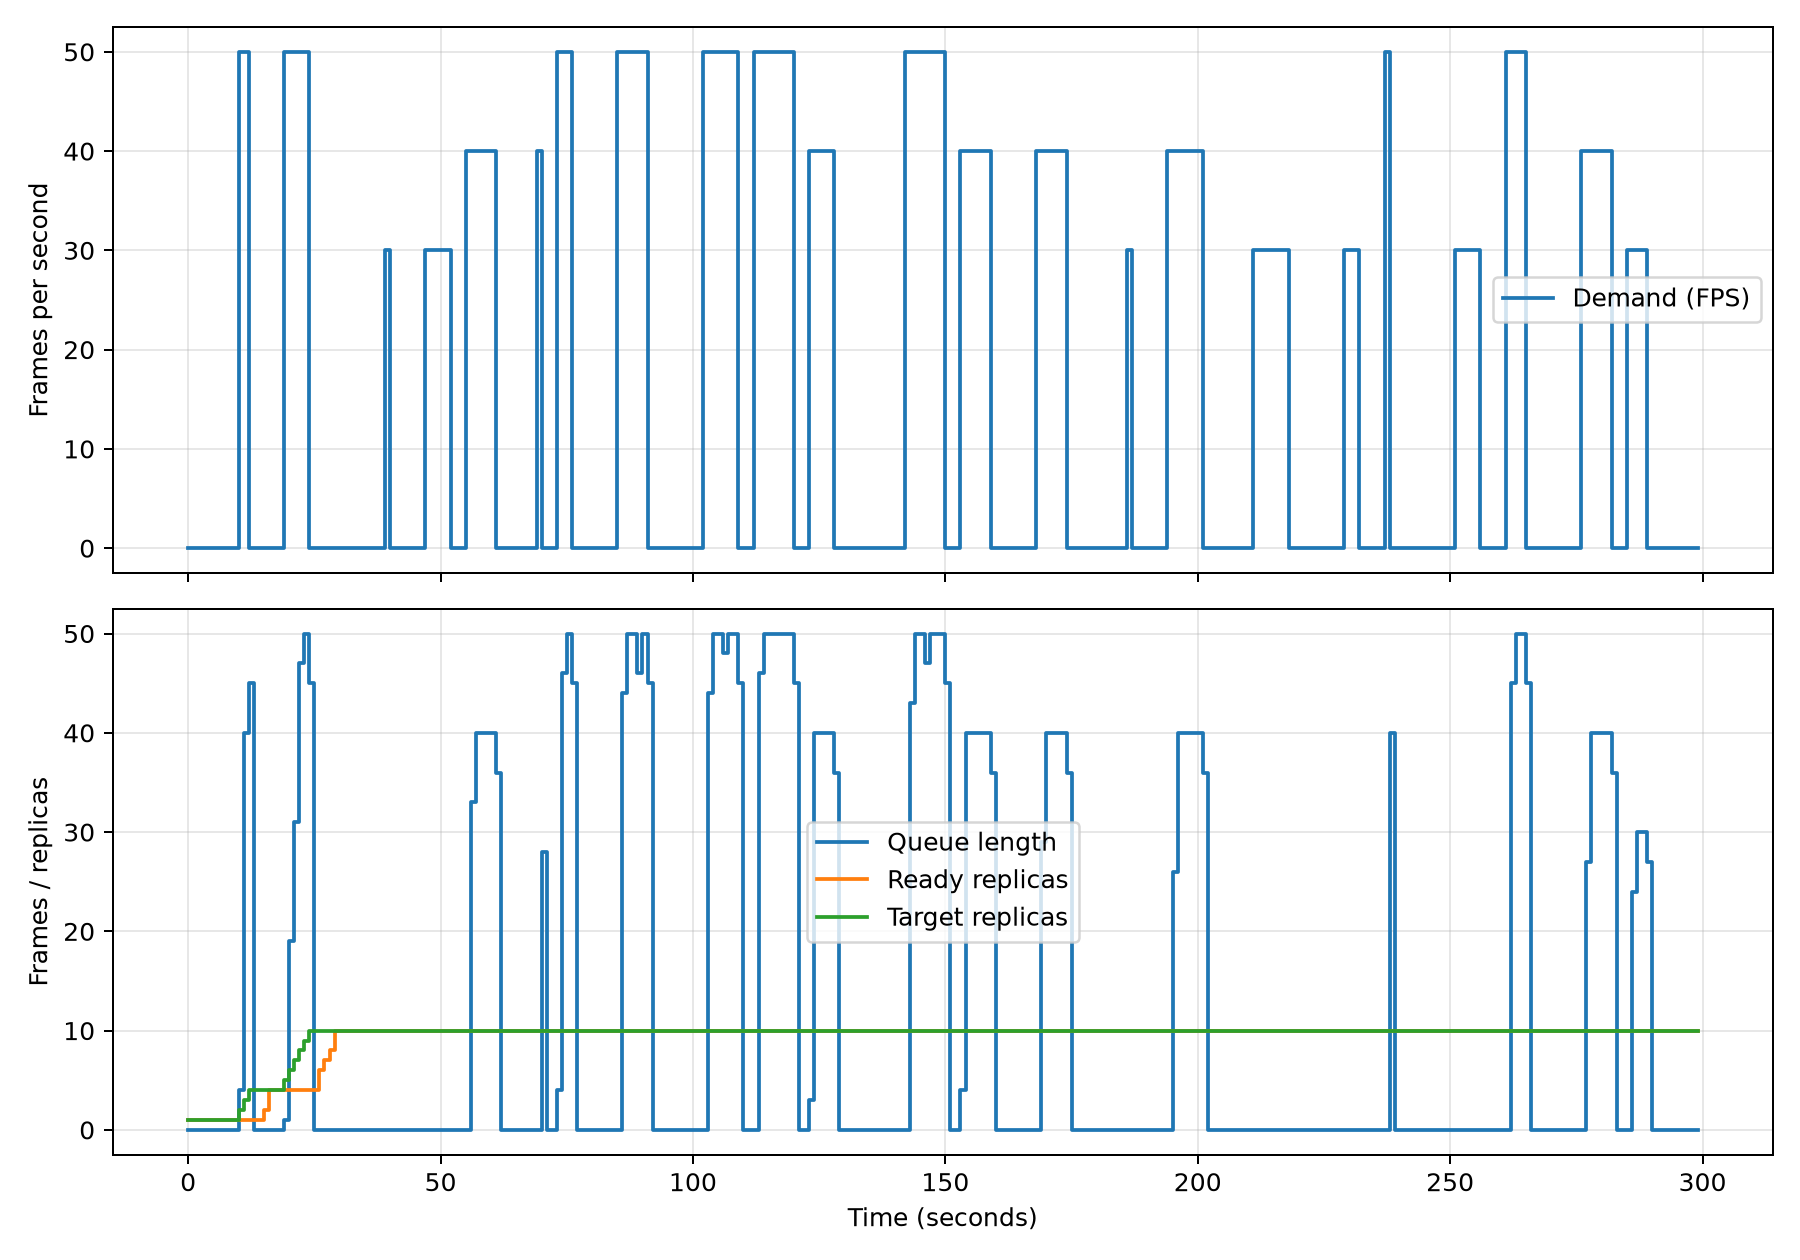 50
40
30
20
10
0
Frames per second
Demand (FPS)
50
40
30
20
10
0
Frames / replicas
Queue length
Ready replicas
Target replicas
0 50 100 150 200 250 300
Time (seconds)